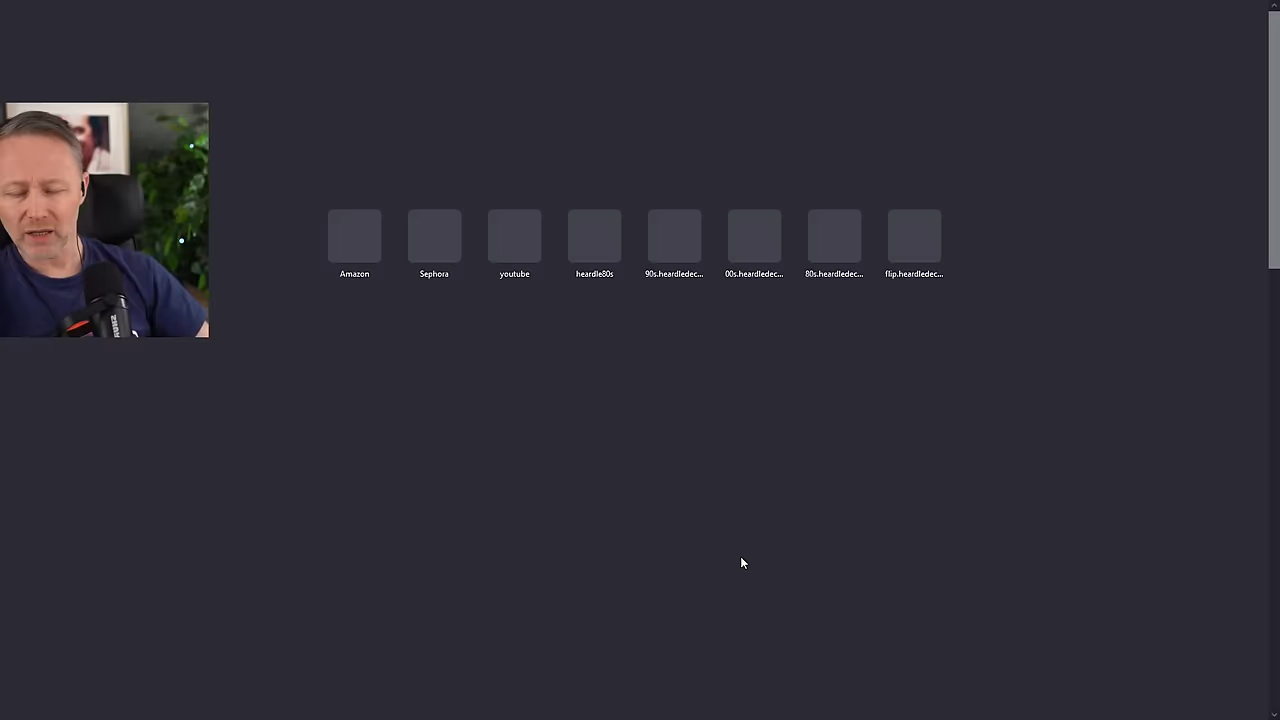 Amazon
Sephora
youtube
heardle80s
90s.heardledec...
00s.heardledec...
80s.heardledec...
flip.heardledec...